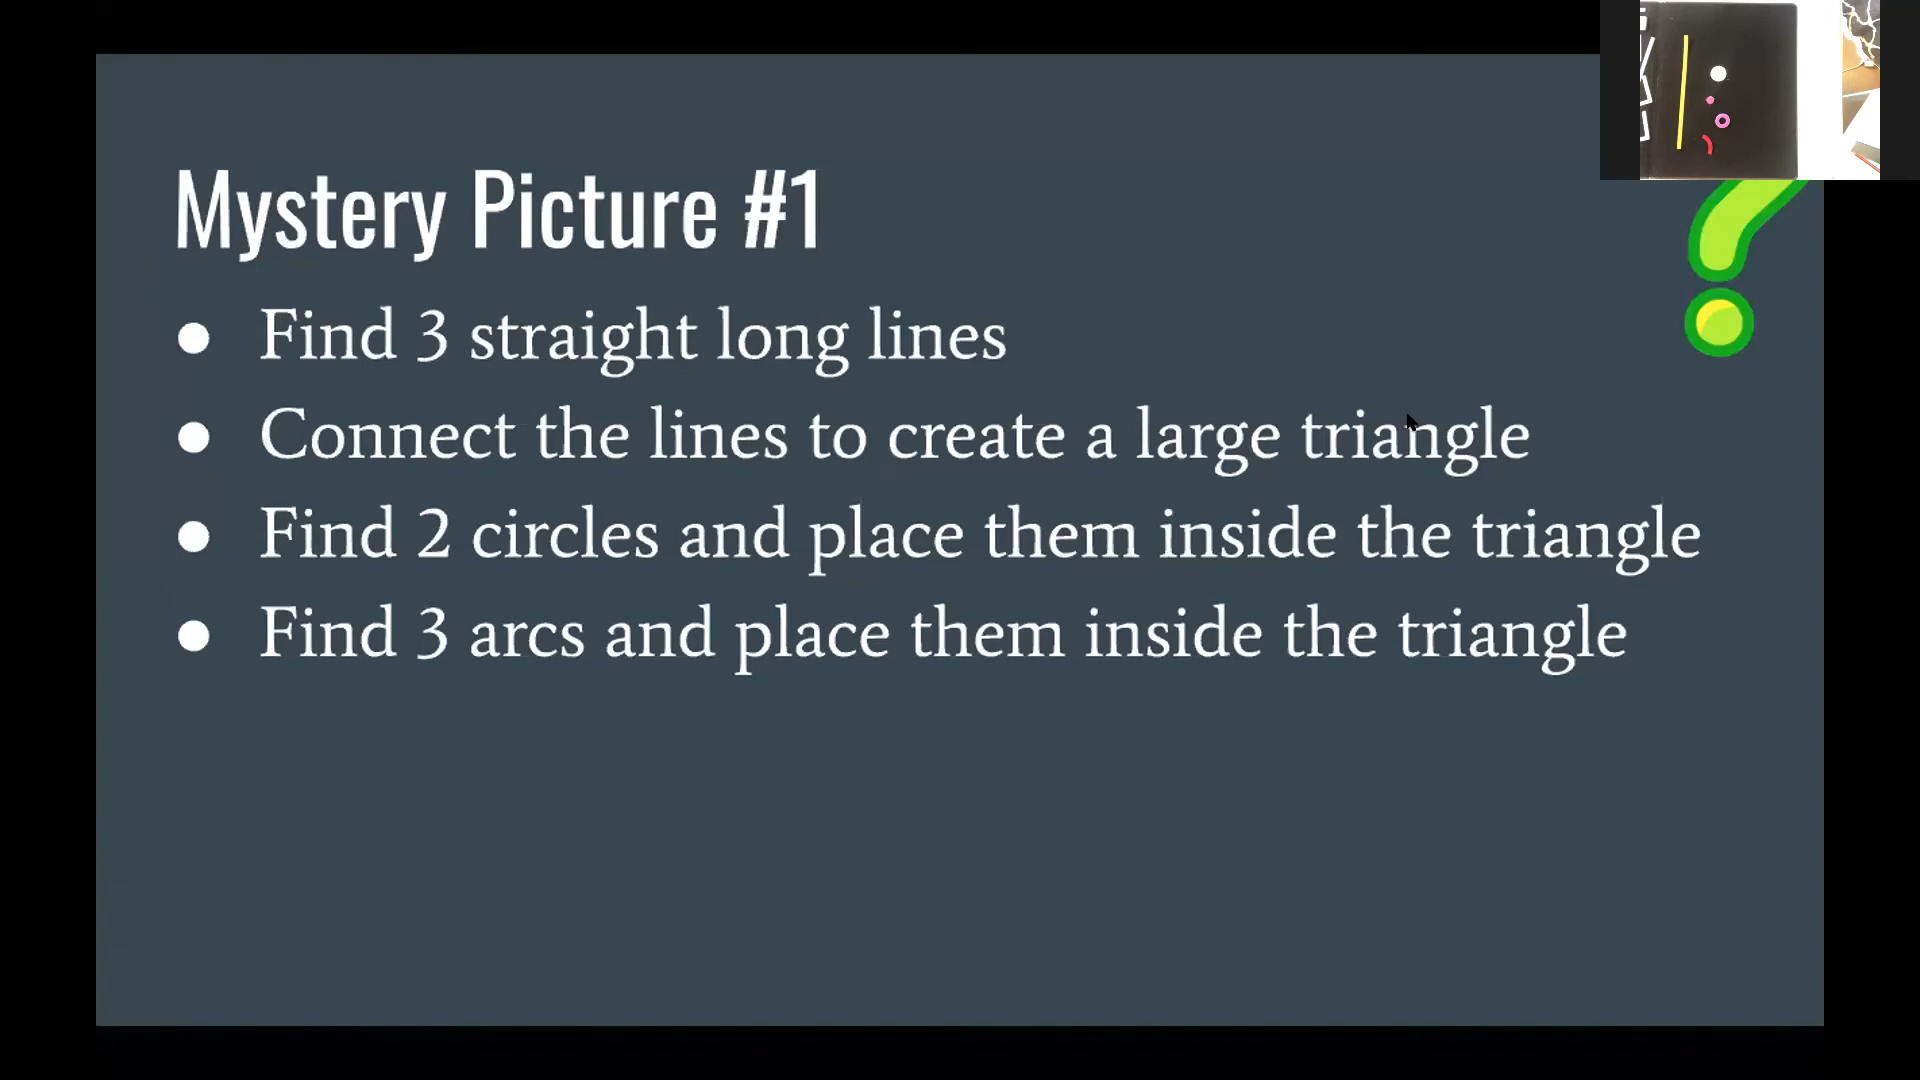 Mystery Picture #1
● Find 3 straight long lines
● Connect the lines to create a large triangle
● Find 2 circles and place them inside the triangle
● Find 3 arcs and place them inside the triangle